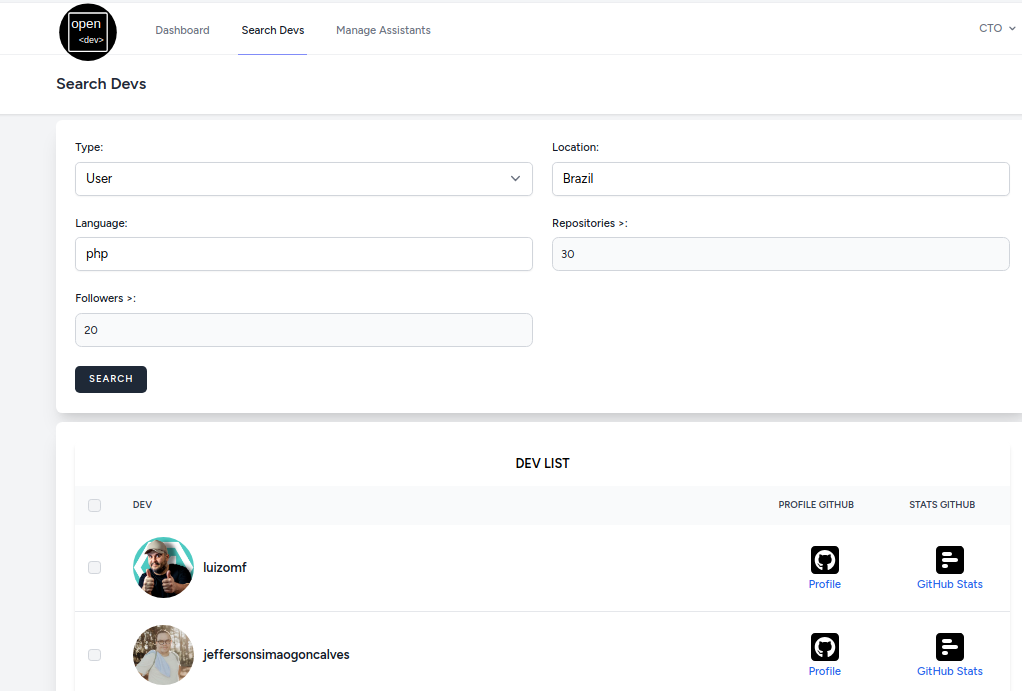 open
<dev>
Dashboard Search Devs Manage Assistants CTO
Search Devs
Type: Location:
User Brazil
Language: Repositories >:
php 30
Followers >:
20
SEARCH
DEV LIST
DEV PROFILE GITHUB STATS GITHUB
luizomf
Profile GitHub Stats
jeffersonsimaogoncalves
Profile GitHub Stats